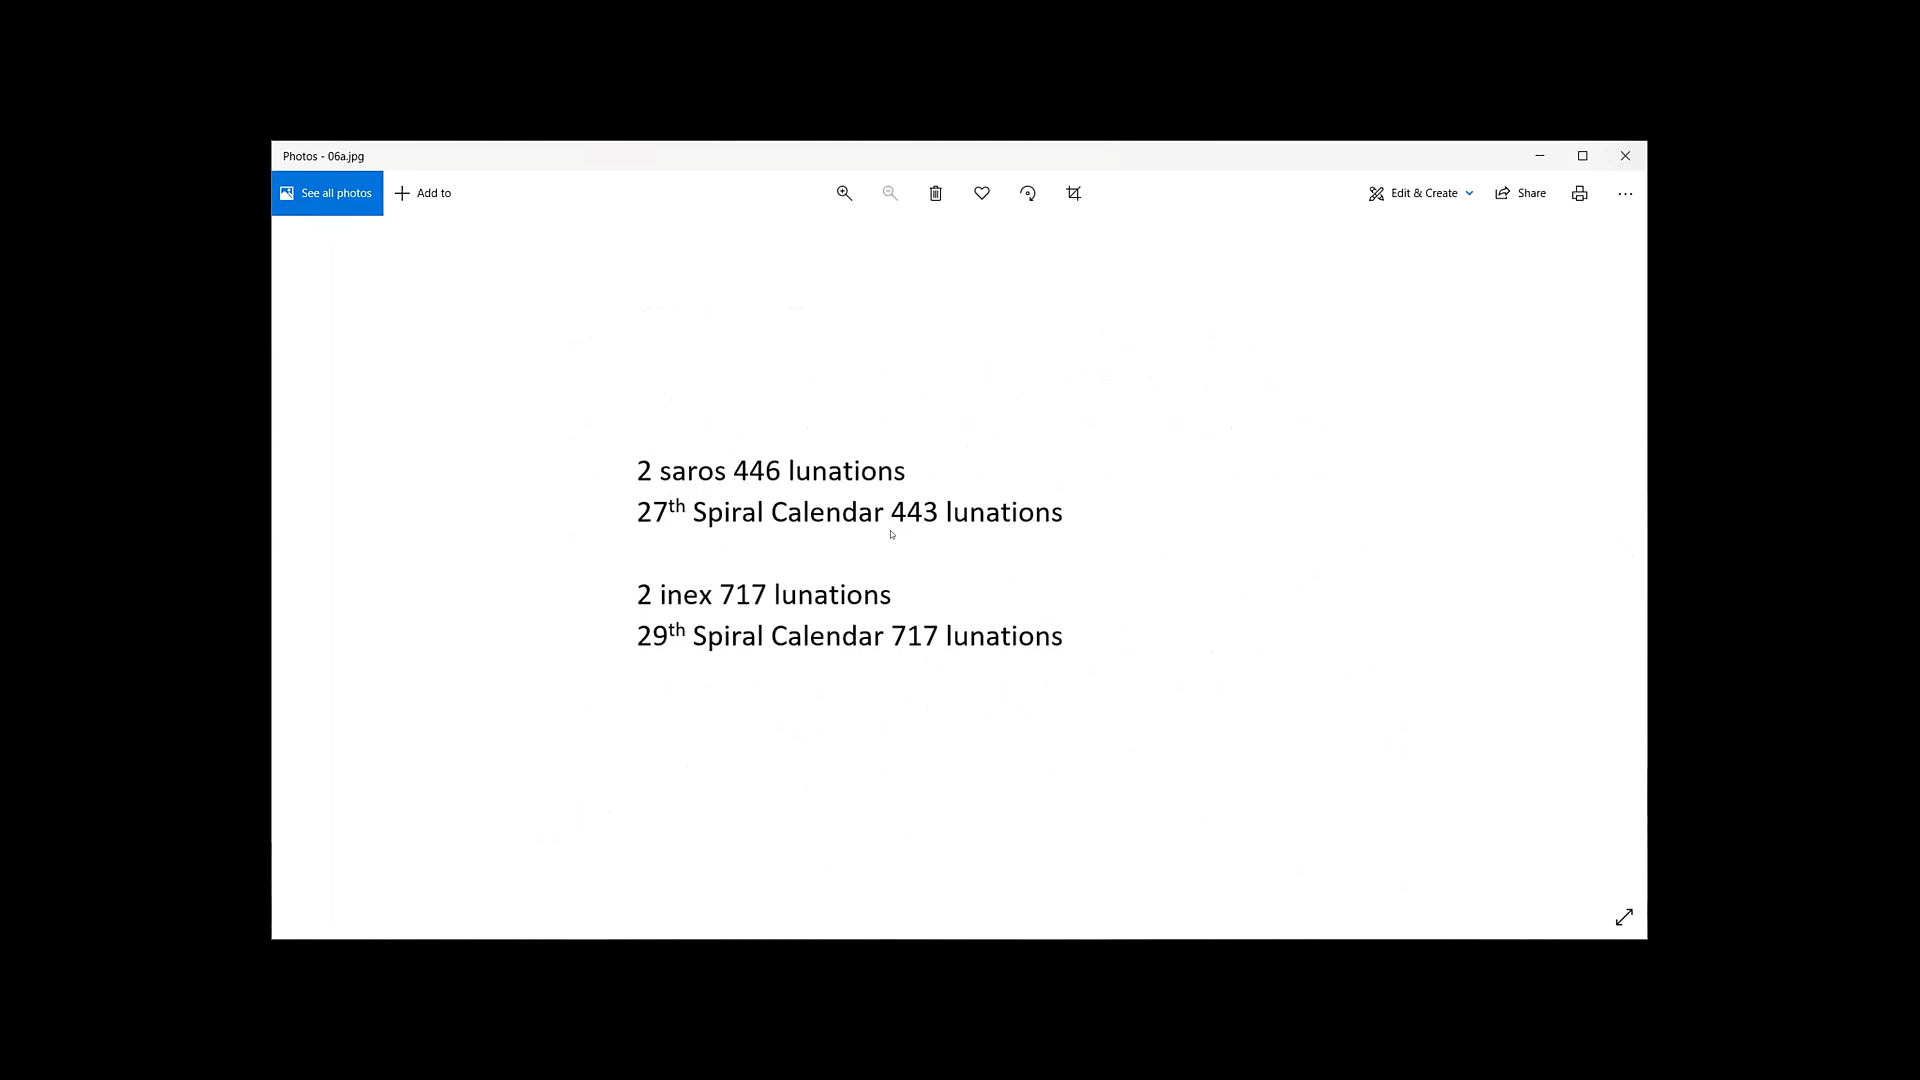 Photos - 06a.jpg
See all photos
Add to
Edit & Create
Share
2 saros 446 lunations
27th Spiral Calendar 443 lunations
2 inex 717 lunations
29th Spiral Calendar 717 lunations